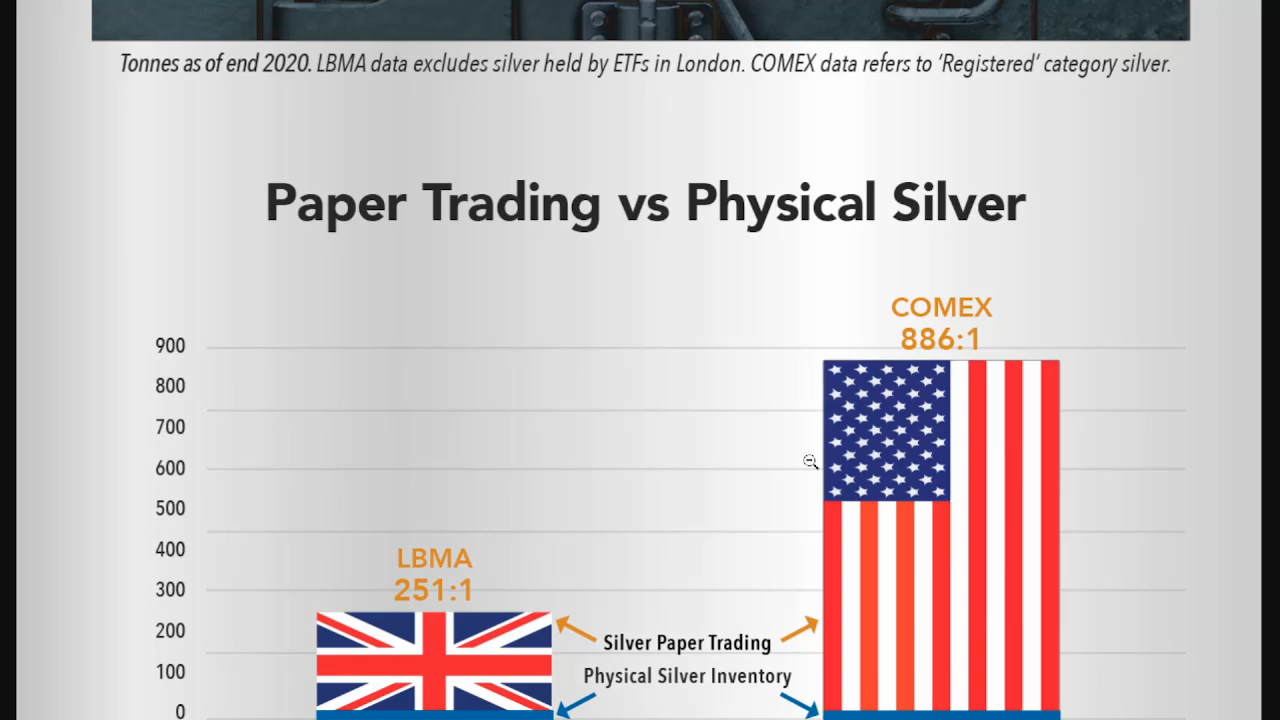 Tonnes as of end 2020. LBMA data excludes silver held by ETFs in London. COMEX data refers to 'Registered' category silver.
Paper Trading vs Physical Silver
COMEX
886:1
900
800
700
600
500
400
LBMA
251:1
300
200
Silver Paper Trading
100
Physical Silver Inventory
0